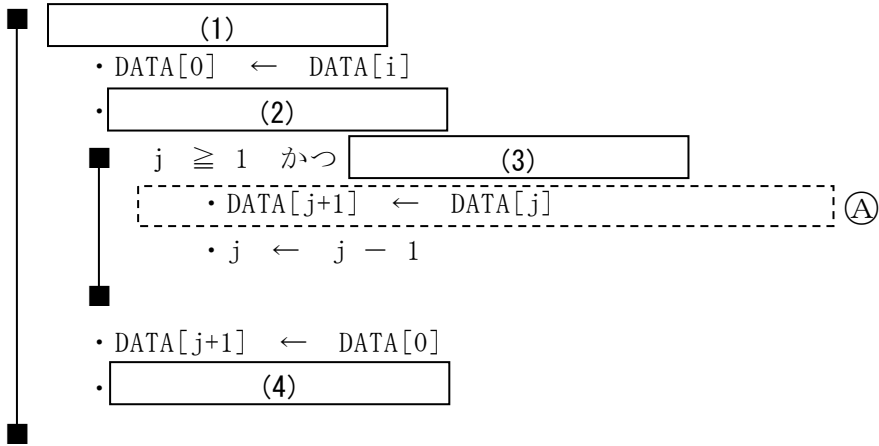 (1)
・DATA[0] ← DATA[i]
・(2)
j ≧ 1 かつ (3)
・DATA[j+1] ← DATA[j] Ⓐ
・j ← j － 1
・DATA[j+1] ← DATA[0]
・(4)